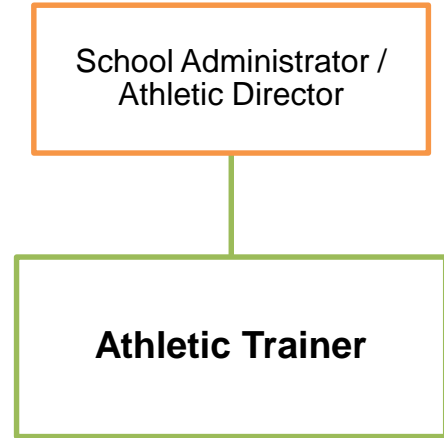 School Administrator /
Athletic Director
Athletic Trainer